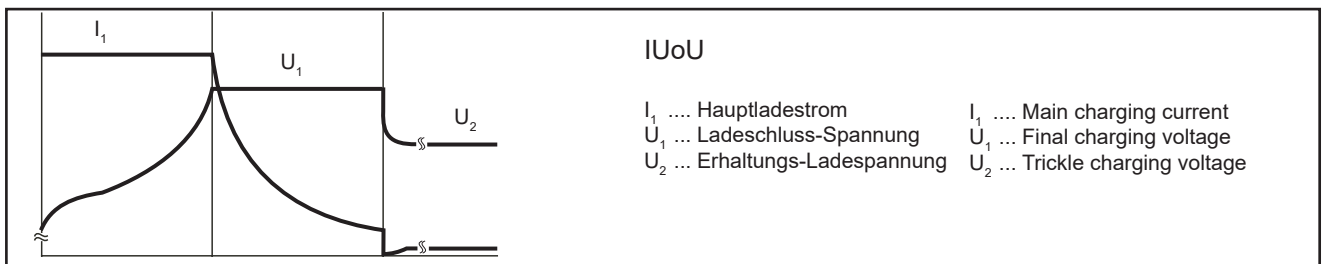 I₁
U₁
U₂
IUoU
I₁ .... Hauptladestrom
U₁ ... Ladeschluss-Spannung
U₂ ... Erhaltungs-Ladespannung
I₁ .... Main charging current
U₁ ... Final charging voltage
U₂ ... Trickle charging voltage